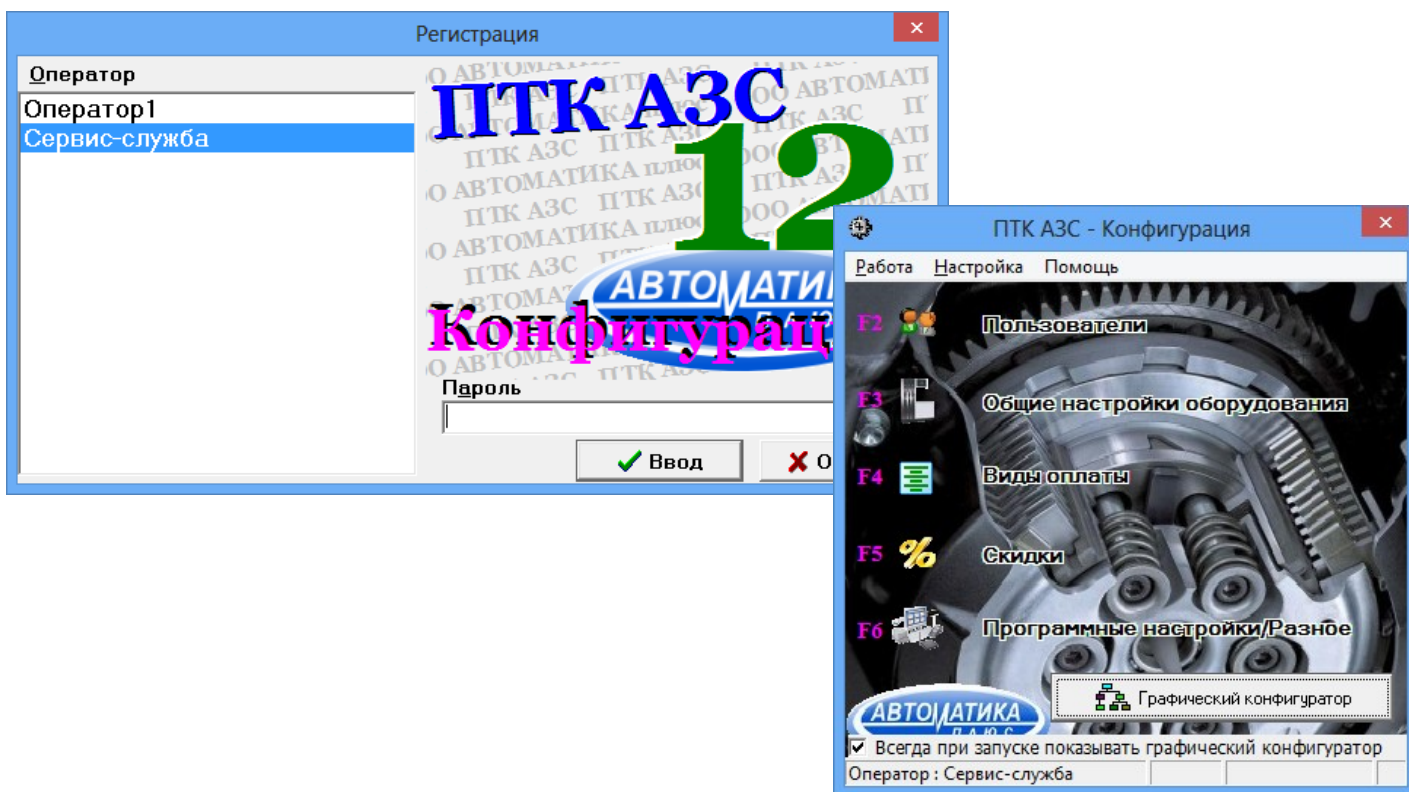 Регистрация
Оператор
Оператор1
Сервис-служба
ПТК АЗС
12
АВТОМАТИ
Конфигурац
Пароль
Ввод
О
ПТК АЗС - Конфигурация
Работа Настройка Помощь
F2 Пользователи
F3 Общие настройки оборудования
F4 Виды оплаты
F5 Скидки
F6 Программные настройки/Разное
Графический конфигуратор
АВТОМАТИКА
ПЛЮС
Всегда при запуске показывать графический конфигуратор
Оператор : Сервис-служба